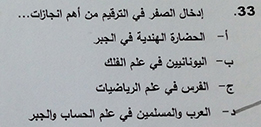 33. إدخال الصفر في الترقيم من أهم انجازات...
أ- الحضارة الهندية في الجبر
ب- اليونانيين في علم الفلك
ج- الفرس في علم الرياضيات
د- العرب والمسلمين في علم الحساب والجبر